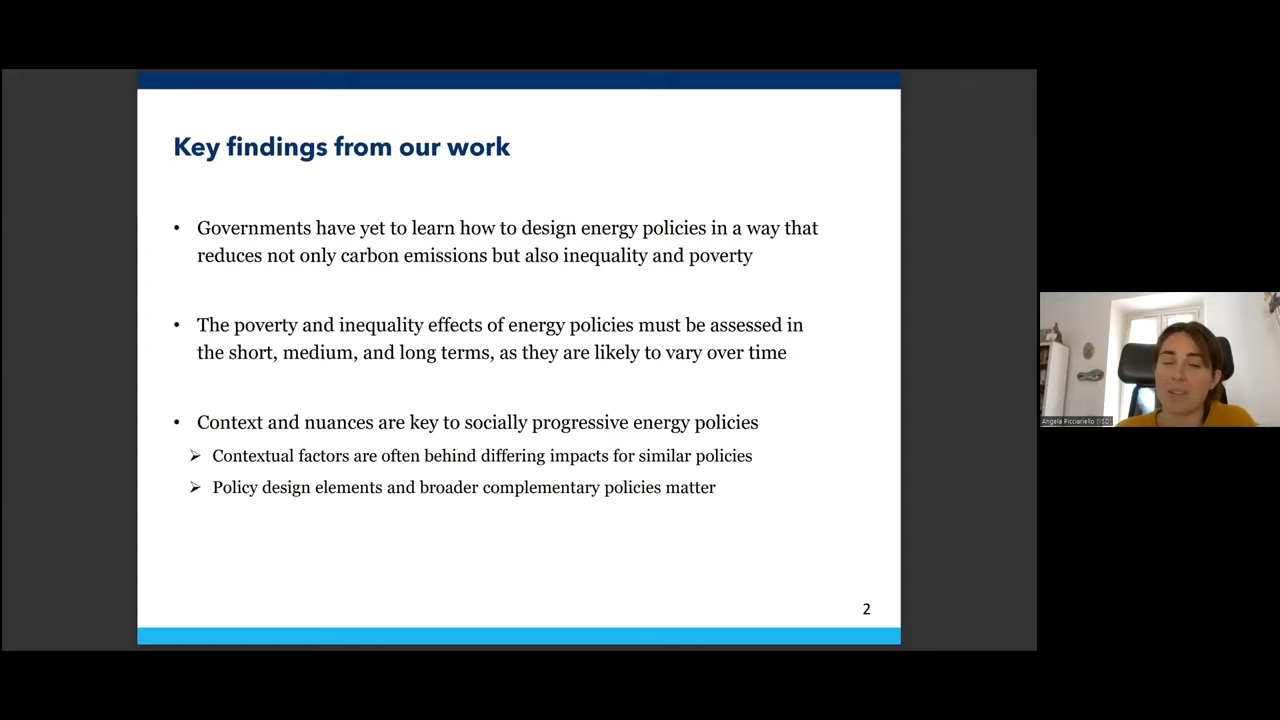 Key findings from our work
• Governments have yet to learn how to design energy policies in a way that
reduces not only carbon emissions but also inequality and poverty
• The poverty and inequality effects of energy policies must be assessed in
the short, medium, and long terms, as they are likely to vary over time
• Context and nuances are key to socially progressive energy policies
➢ Contextual factors are often behind differing impacts for similar policies
➢ Policy design elements and broader complementary policies matter
2
Angela Picciariello (IISD)